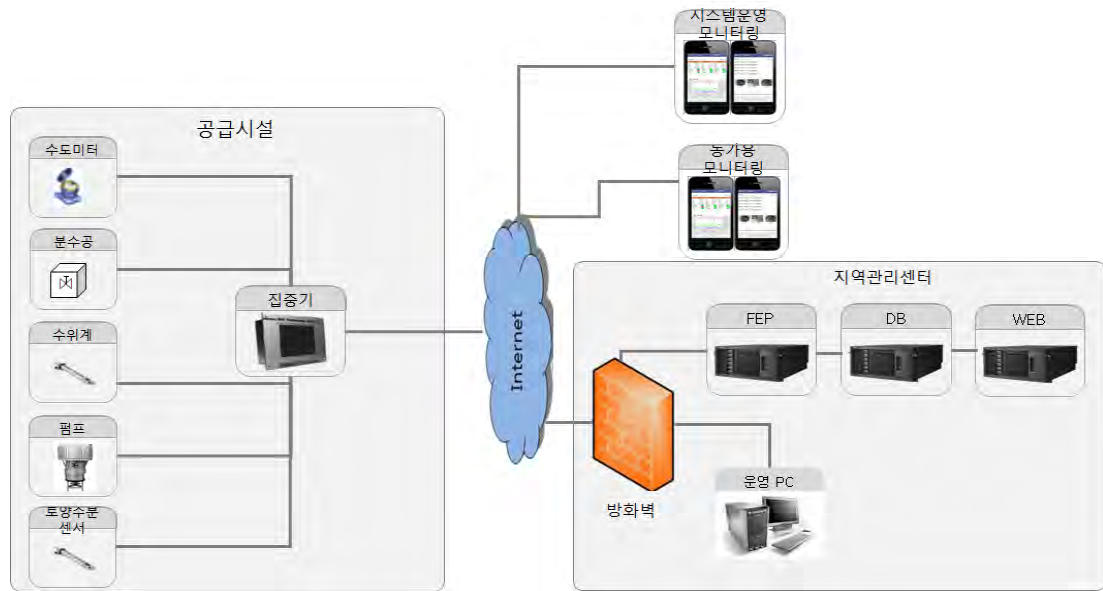 시스템운영
모니터링
농가용
모니터링
공급시설
수도미터
분수공
수위계
펌프
토양수분
센서
집중기
Internet
지역관리센터
FEP
DB
WEB
방화벽
운영 PC